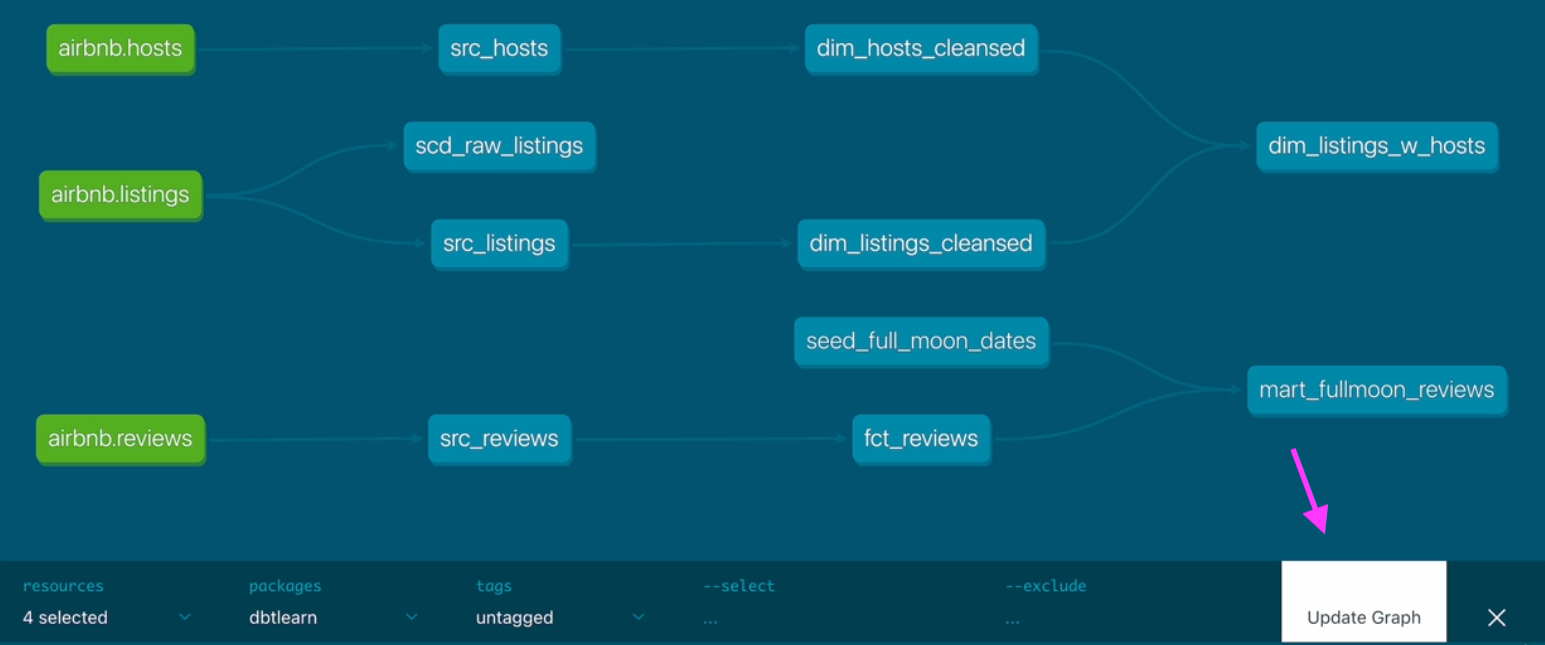 airbnb.hosts
src_hosts
dim_hosts_cleansed
scd_raw_listings
dim_listings_w_hosts
airbnb.listings
src_listings
dim_listings_cleansed
seed_full_moon_dates
mart_fullmoon_reviews
airbnb.reviews
src_reviews
fct_reviews
resources
4 selected
packages
dbtlearn
tags
untagged
--select
...
--exclude
...
Update Graph